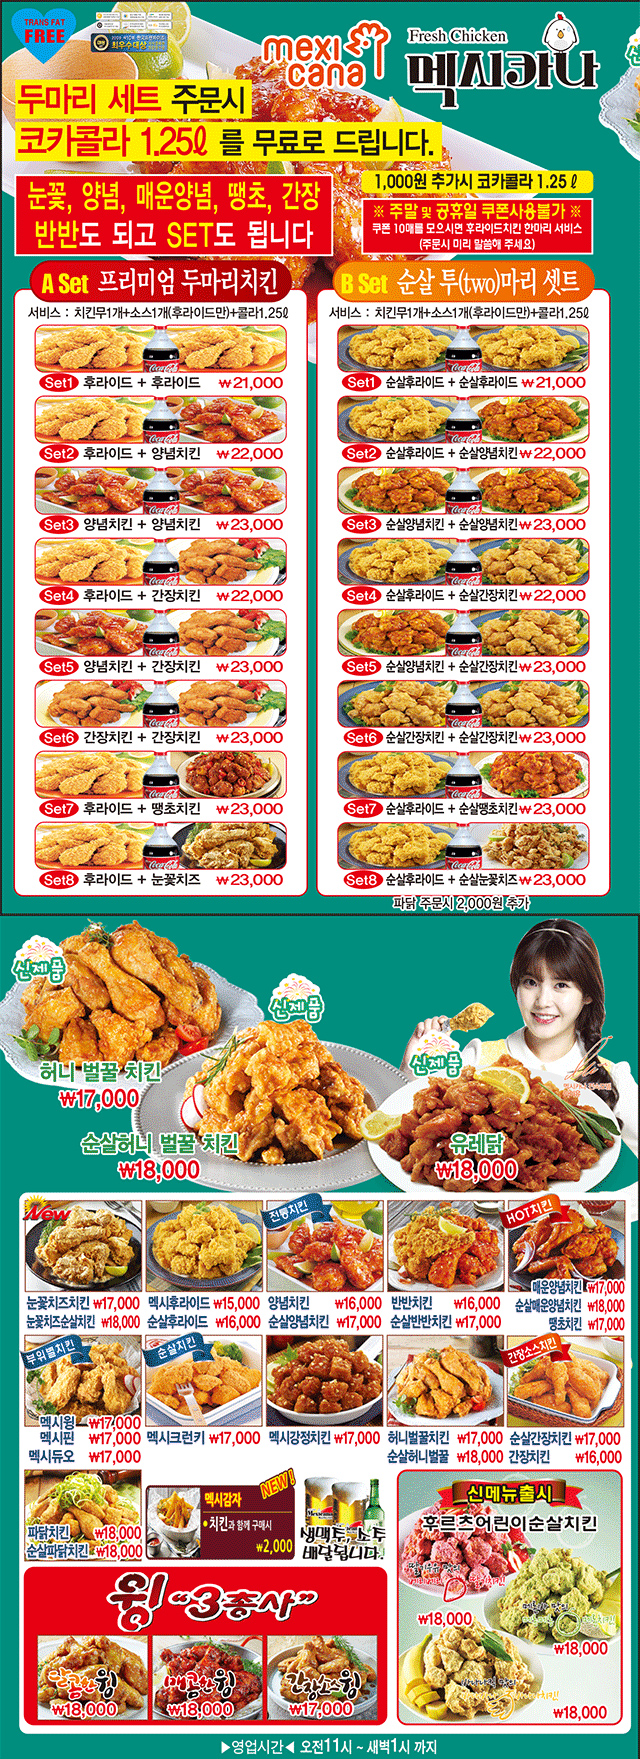 TRANS FAT
FREE
최우수대상
mexi
cana
Fresh Chicken
멕시카나
두마리 세트 주문시
코카콜라 1.25ℓ 를 무료로 드립니다.
눈꽃, 양념, 매운양념, 땡초, 간장
반반도 되고 SET도 됩니다
1,000원 추가시 코카콜라 1.25 ℓ
※ 주말 및 공휴일 쿠폰사용불가 ※
쿠폰 10매를 모으시면 후라이드치킨 한마리 서비스
(주문시 미리 말씀해 주세요)
A Set 프리미엄 두마리치킨
서비스 : 치킨무1개+소스1개(후라이드만)+콜라1.25ℓ
Set1 후라이드 + 후라이드 ₩21,000
Set2 후라이드 + 양념치킨 ₩22,000
Set3 양념치킨 + 양념치킨 ₩23,000
Set4 후라이드 + 간장치킨 ₩22,000
Set5 양념치킨 + 간장치킨 ₩23,000
Set6 간장치킨 + 간장치킨 ₩23,000
Set7 후라이드 + 땡초치킨 ₩23,000
Set8 후라이드 + 눈꽃치즈 ₩23,000
B Set 순살 투(two)마리 셋트
서비스 : 치킨무1개+소스1개(후라이드만)+콜라1.25ℓ
Set1 순살후라이드 + 순살후라이드 ₩21,000
Set2 순살후라이드 + 순살양념치킨 ₩22,000
Set3 순살양념치킨 + 순살양념치킨 ₩23,000
Set4 순살후라이드 + 순살간장치킨 ₩22,000
Set5 순살양념치킨 + 순살간장치킨 ₩23,000
Set6 순살간장치킨 + 순살간장치킨 ₩23,000
Set7 순살후라이드 + 순살땡초치킨 ₩23,000
Set8 순살후라이드 + 순살눈꽃치즈 ₩23,000
파닭 주문시 2,000원 추가
신제품
허니 벌꿀 치킨
₩17,000
신제품
순살허니 벌꿀 치킨
₩18,000
신제품
유레닭
₩18,000
New
눈꽃치즈치킨 ₩17,000
눈꽃치즈순살치킨 ₩18,000
멕시후라이드 ₩15,000
순살후라이드 ₩16,000
전통치킨
양념치킨 ₩16,000
순살양념치킨 ₩17,000
반반치킨 ₩16,000
순살반반치킨 ₩17,000
HOT치킨
매운양념치킨 ₩17,000
순살매운양념치킨 ₩18,000
땡초치킨 ₩17,000
부위별치킨
멕시윙 ₩17,000
멕시핀 ₩17,000
멕시듀오 ₩17,000
순살치킨
멕시크런키 ₩17,000
멕시강정치킨 ₩17,000
허니벌꿀치킨 ₩17,000
순살허니벌꿀 ₩18,000
간장소스치킨
순살간장치킨 ₩17,000
간장치킨 ₩16,000
파닭치킨 ₩18,000
순살파닭치킨 ₩18,000
멕시감자
NEW!
• 치킨과 함께 구매시
₩2,000
생맥주, 소주
배달됩니다.
신메뉴출시
후르츠어린이순살치킨
₩18,000
₩18,000
₩18,000
윙 "3총사"
달콤한윙
₩18,000
매콤한윙
₩18,000
간장소스윙
₩17,000
▶영업시간◀ 오전11시 ~ 새벽1시 까지